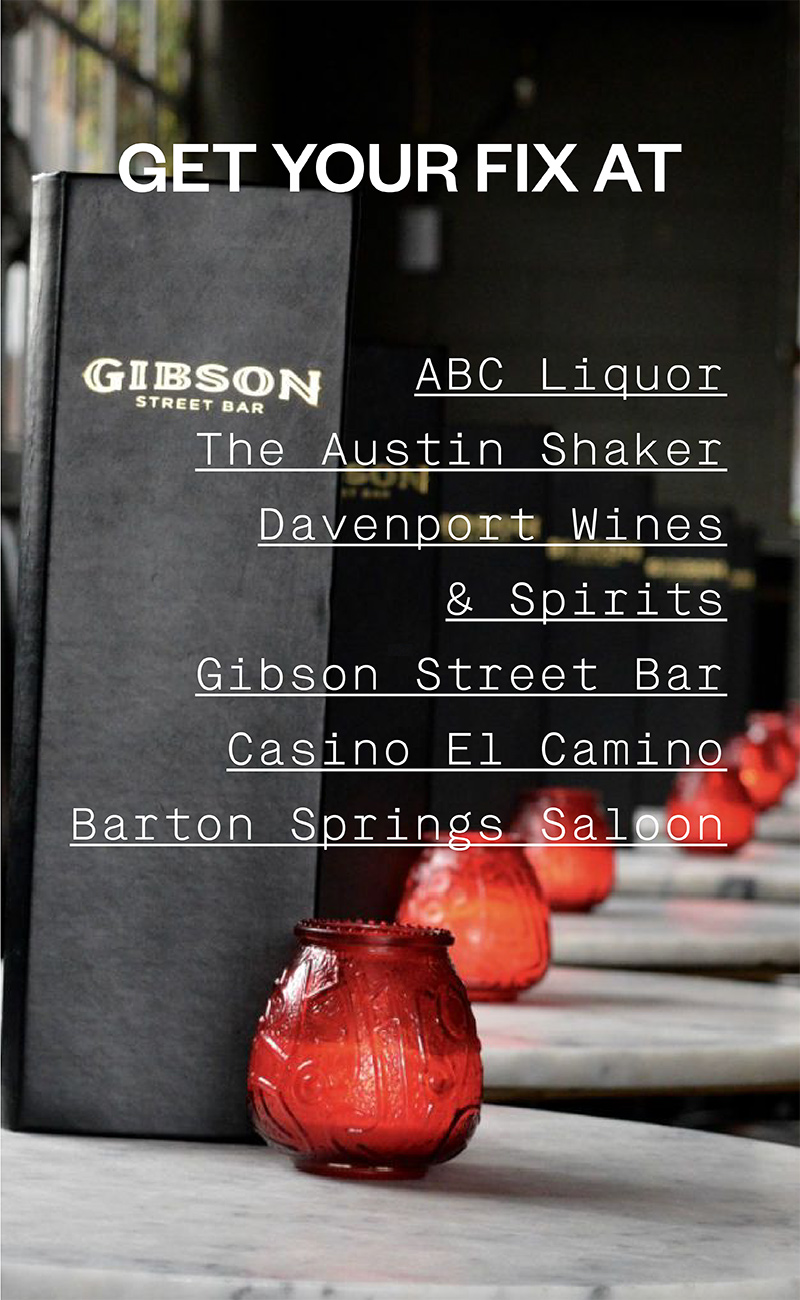 GET YOUR FIX AT
GIBSON
STREET BAR
ABC Liquor
The Austin Shaker
Davenport Wines
& Spirits
Gibson Street Bar
Casino El Camino
Barton Springs Saloon